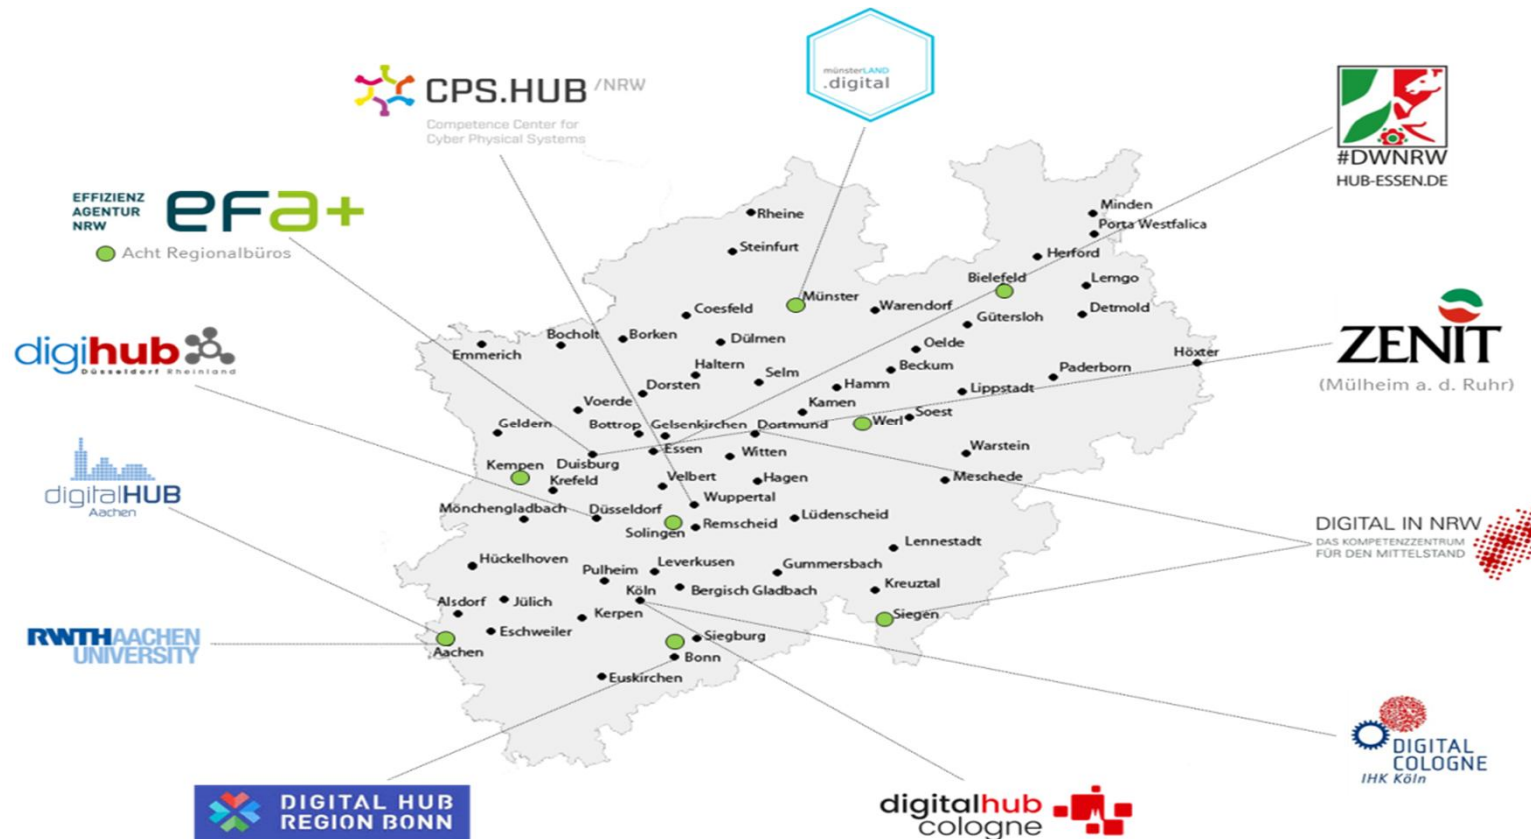 münsterLAND
.digital
CPS.HUB /NRW
Competence Center for
Cyber Physical Systems
#DWNRW
HUB-ESSEN.DE
EFFIZIENZ
AGENTUR
NRW
efa+
Acht Regionalbüros
digihub
Düsseldorf Rheinland
digitalHUB
Aachen
RWTHAACHEN
UNIVERSITY
ZENIT
(Mülheim a. d. Ruhr)
DIGITAL IN NRW
DAS KOMPETENZZENTRUM
FÜR DEN MITTELSTAND
DIGITAL
COLOGNE
IHK Köln
digitalhub
cologne
DIGITAL HUB
REGION BONN
Rheine
Minden
Porta Westfalica
Steinfurt
Herford
Bielefeld
Lemgo
Münster
Warendorf
Detmold
Coesfeld
Gütersloh
Bocholt
Borken
Dülmen
Oelde
Emmerich
Höxter
Haltern
Selm
Beckum
Paderborn
Dorsten
Hamm
Lippstadt
Voerde
Kamen
Soest
Geldern
Bottrop
Gelsenkirchen
Dortmund
Werl
Essen
Witten
Warstein
Kempen
Duisburg
Krefeld
Velbert
Hagen
Meschede
Wuppertal
Mönchengladbach
Düsseldorf
Lüdenscheid
Solingen
Remscheid
Lennestadt
Hückelhoven
Pulheim
Leverkusen
Gummersbach
Köln
Bergisch Gladbach
Kreuztal
Alsdorf
Jülich
Kerpen
Siegen
Eschweiler
Siegburg
Aachen
Bonn
Euskirchen